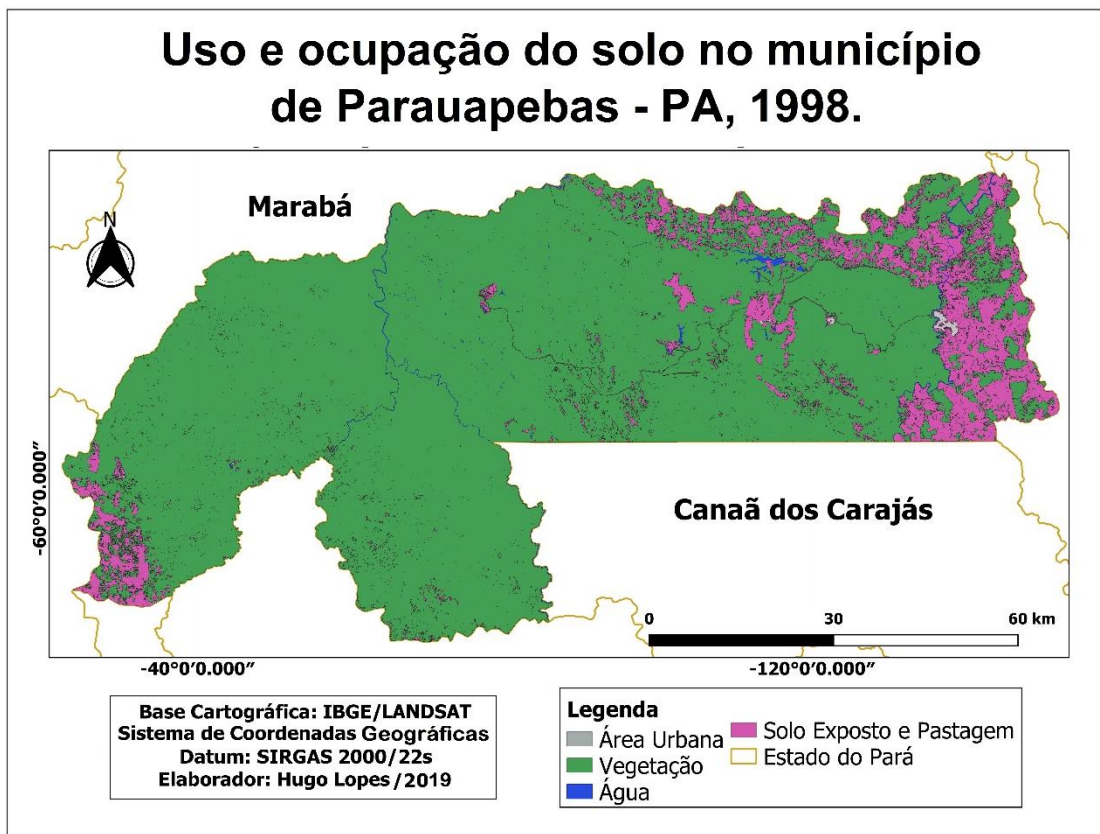 Uso e ocupação do solo no município
de Parauapebas - PA, 1998.
Marabá
N
Canaã dos Carajás
-60°0'0.000"
0 30 60 km
-40°0'0.000" -120°0'0.000"
Base Cartográfica: IBGE/LANDSAT
Sistema de Coordenadas Geográficas
Datum: SIRGAS 2000/22s
Elaborador: Hugo Lopes/2019
Legenda
Área Urbana
Vegetação
Água
Solo Exposto e Pastagem
Estado do Pará